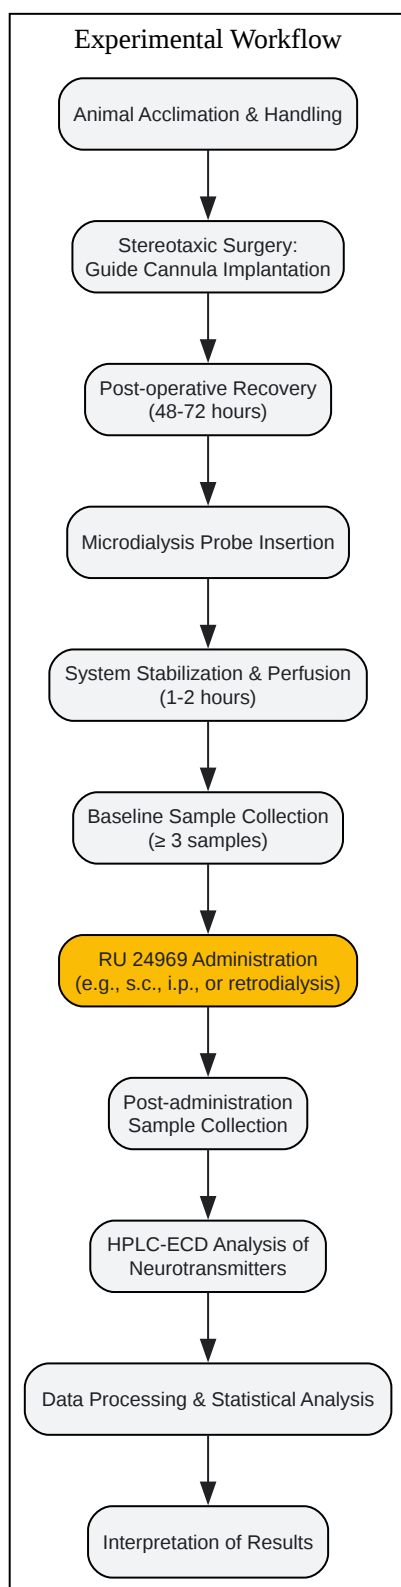 Experimental Workflow
Animal Acclimation & Handling
Stereotaxic Surgery:
Guide Cannula Implantation
Post-operative Recovery
(48-72 hours)
Microdialysis Probe Insertion
System Stabilization & Perfusion
(1-2 hours)
Baseline Sample Collection
(≥ 3 samples)
RU 24969 Administration
(e.g., s.c., i.p., or retrodialysis)
Post-administration
Sample Collection
HPLC-ECD Analysis of
Neurotransmitters
Data Processing & Statistical Analysis
Interpretation of Results